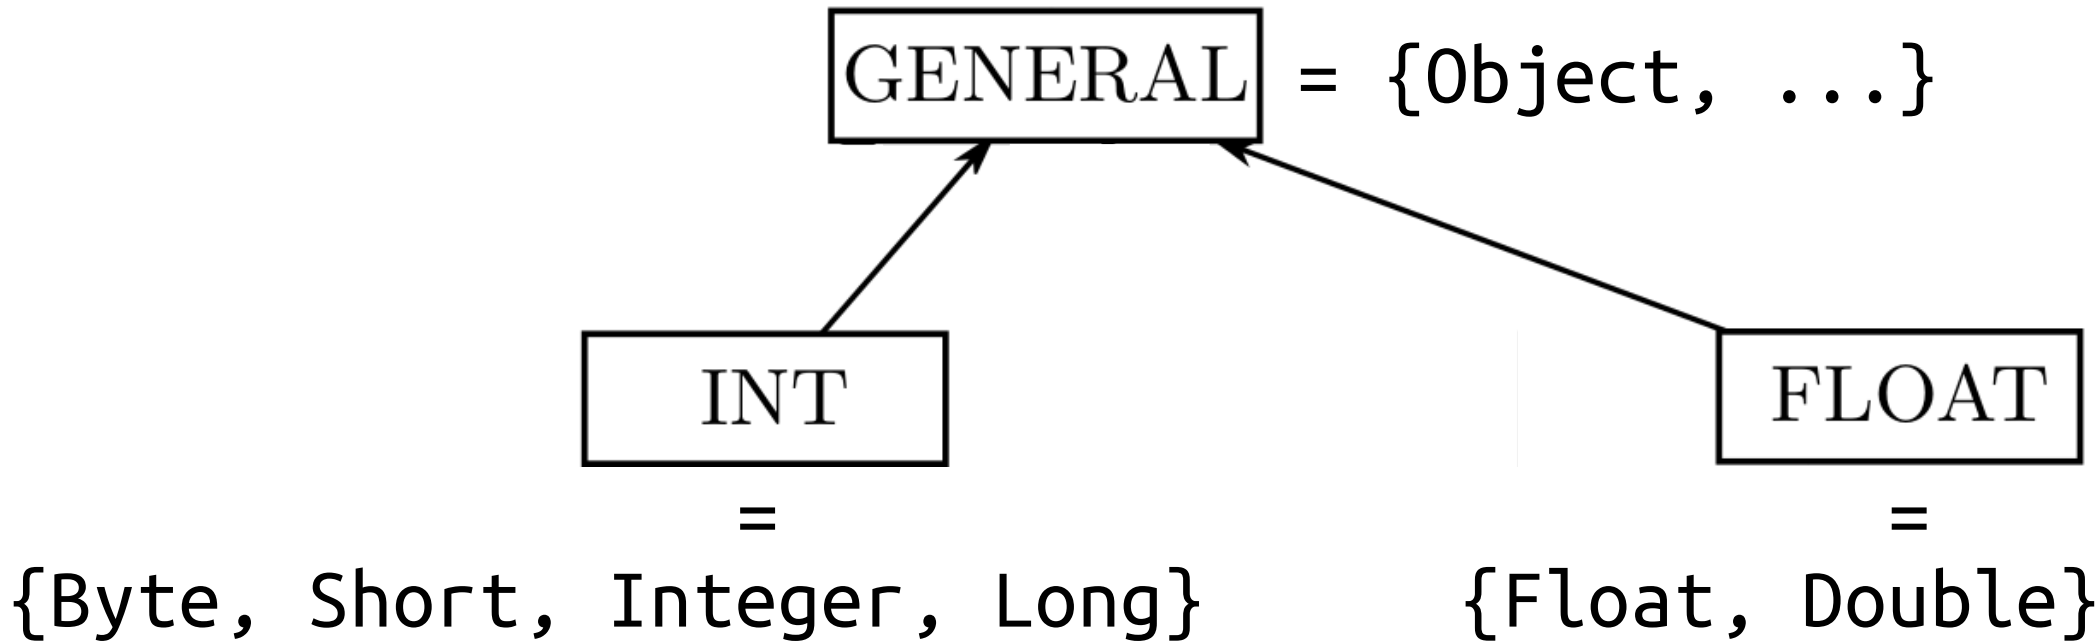 GENERAL = {Object, ...}
INT
FLOAT
= =
{Byte, Short, Integer, Long} {Float, Double}